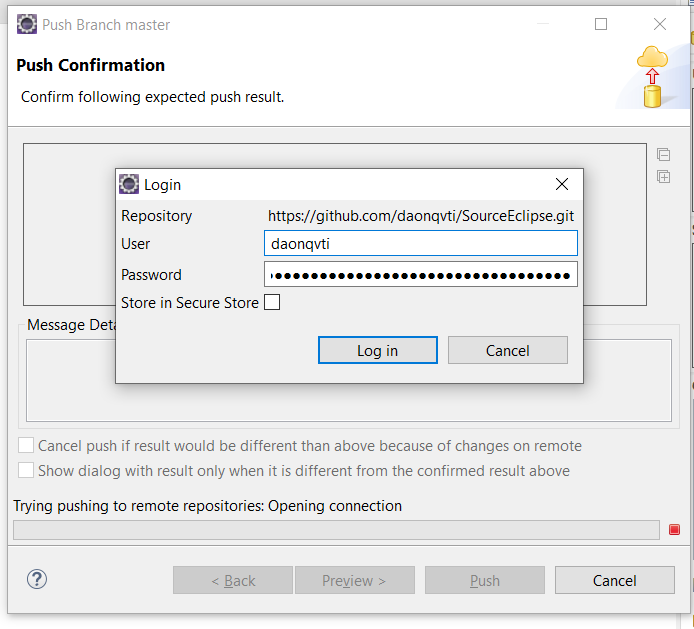 Push Branch master
Push Confirmation
Confirm following expected push result.
Login
Repository https://github.com/daonqvti/SourceEclipse.git
User daonqvti
Password ●●●●●●●●●●●●●●●●●●●●●●●●●●●●●●●●●
Store in Secure Store
Log in Cancel
Message Deta
Cancel push if result would be different than above because of changes on remote
Show dialog with result only when it is different from the confirmed result above
Trying pushing to remote repositories: Opening connection
? < Back Preview > Push Cancel